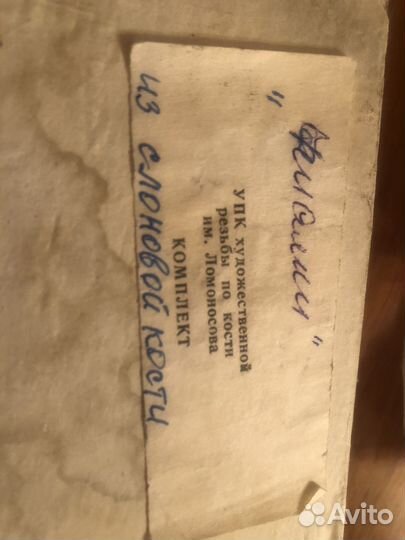 УПК художественной
резьбы по кости
им. Ломоносова
КОМПЛЕКТ
из слоновой кости
Avito